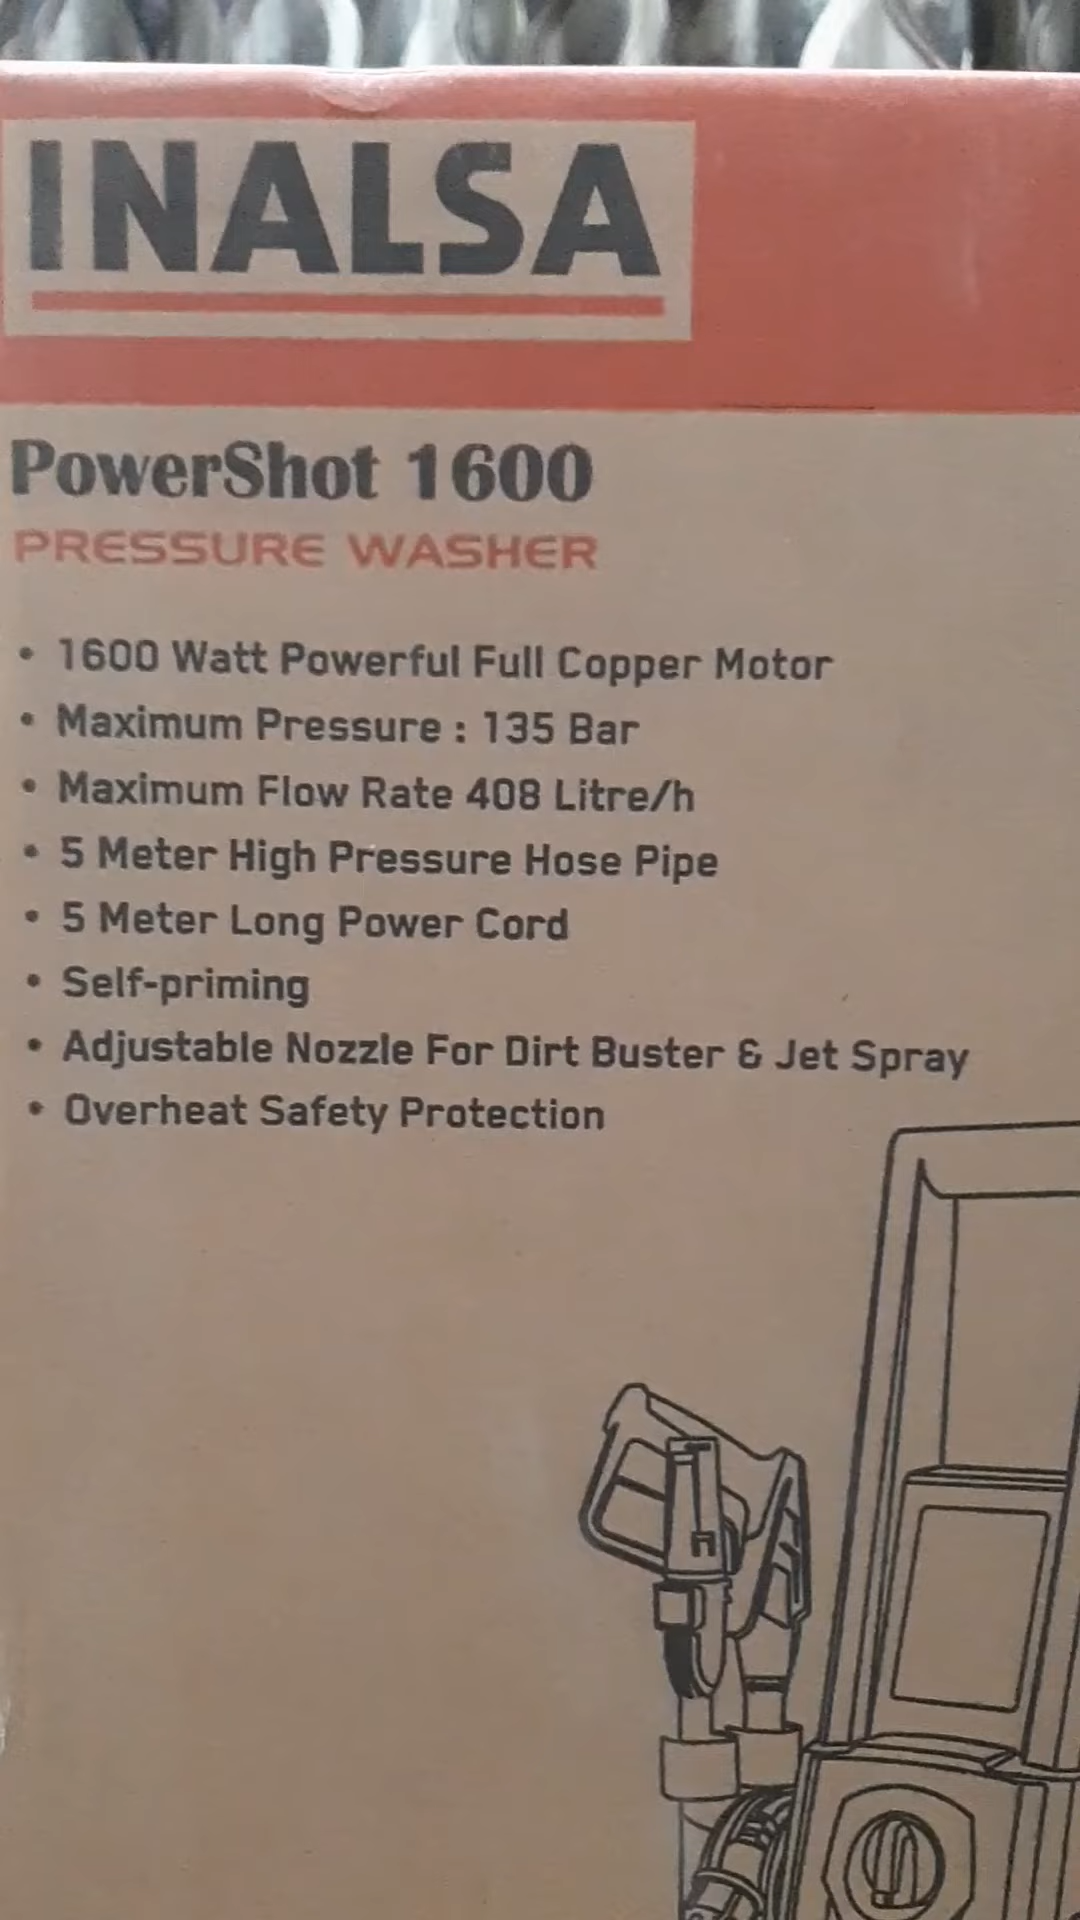 INALSA
PowerShot 1600
PRESSURE WASHER
• 1600 Watt Powerful Full Copper Motor
• Maximum Pressure : 135 Bar
• Maximum Flow Rate 408 Litre/h
• 5 Meter High Pressure Hose Pipe
• 5 Meter Long Power Cord
• Self-priming
• Adjustable Nozzle For Dirt Buster & Jet Spray
• Overheat Safety Protection